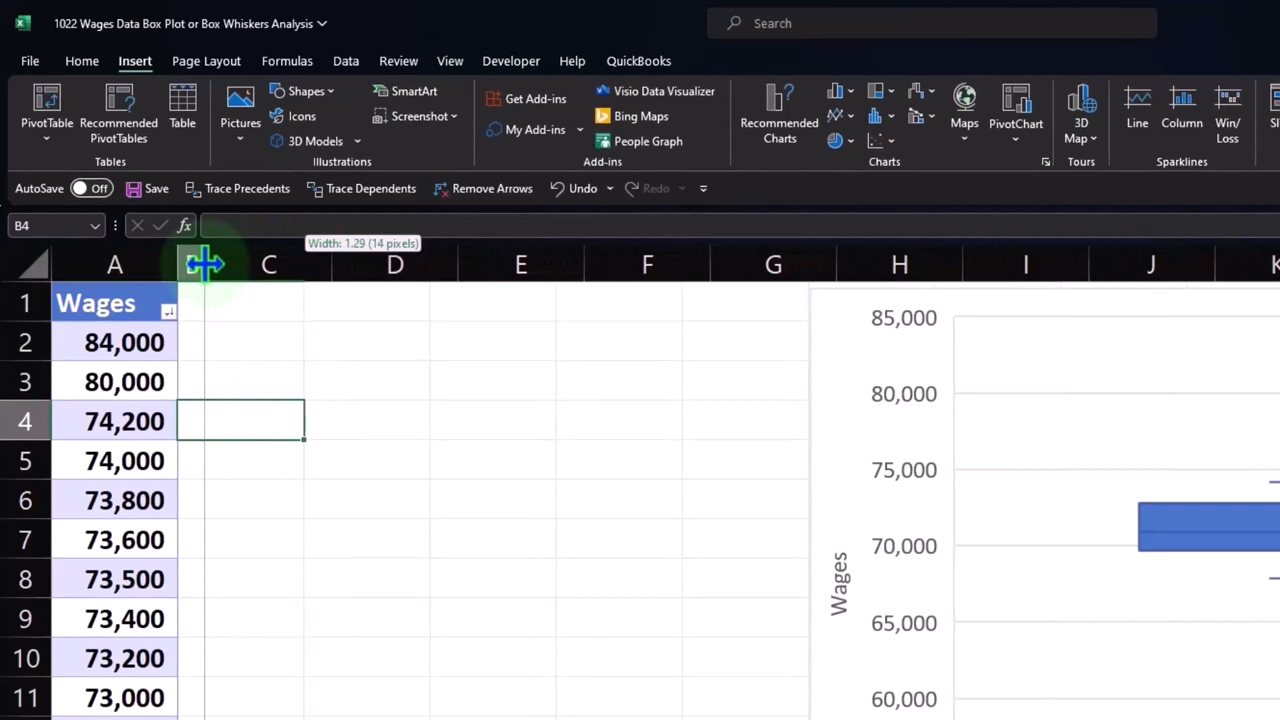 1022 Wages Data Box Plot or Box Whiskers Analysis
Search
File Home Insert Page Layout Formulas Data Review View Developer Help QuickBooks
PivotTable
Recommended PivotTables
Table
Tables
Pictures
Shapes
Icons
3D Models
SmartArt
Screenshot
Illustrations
Get Add-ins
My Add-ins
Visio Data Visualizer
Bing Maps
People Graph
Add-ins
Recommended Charts
Maps
PivotChart
Charts
3D Map
Tours
Line
Column
Win/ Loss
Sparklines
AutoSave Off Save Trace Precedents Trace Dependents Remove Arrows Undo Redo
B4
fx
Width: 1.29 (14 pixels)
A C D E F G H I J K
1 Wages
2 84,000
3 80,000
4 74,200
5 74,000
6 73,800
7 73,600
8 73,500
9 73,400
10 73,200
11 73,000
85,000
80,000
75,000
70,000
65,000
60,000
Wages